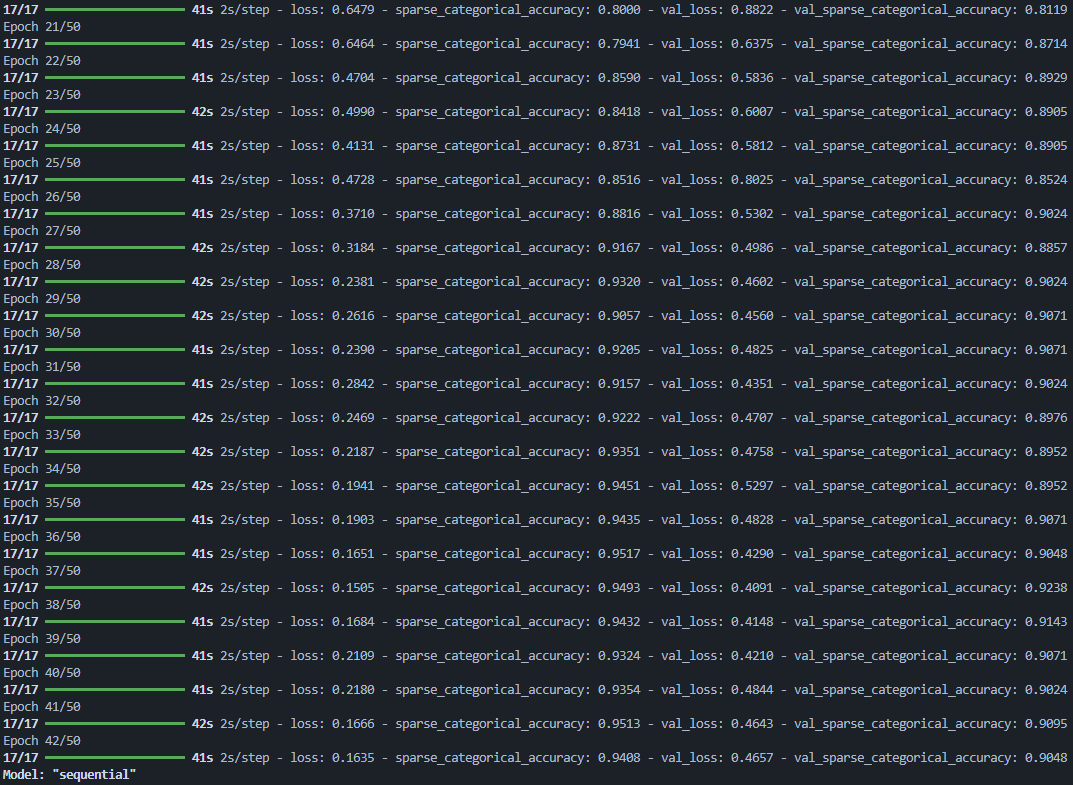 17/17 41s 2s/step - loss: 0.6479 - sparse_categorical_accuracy: 0.8000 - val_loss: 0.8822 - val_sparse_categorical_accuracy: 0.8119
Epoch 21/50
17/17 41s 2s/step - loss: 0.6464 - sparse_categorical_accuracy: 0.7941 - val_loss: 0.6375 - val_sparse_categorical_accuracy: 0.8714
Epoch 22/50
17/17 41s 2s/step - loss: 0.4704 - sparse_categorical_accuracy: 0.8590 - val_loss: 0.5836 - val_sparse_categorical_accuracy: 0.8929
Epoch 23/50
17/17 42s 2s/step - loss: 0.4990 - sparse_categorical_accuracy: 0.8418 - val_loss: 0.6007 - val_sparse_categorical_accuracy: 0.8905
Epoch 24/50
17/17 41s 2s/step - loss: 0.4131 - sparse_categorical_accuracy: 0.8731 - val_loss: 0.5812 - val_sparse_categorical_accuracy: 0.8905
Epoch 25/50
17/17 41s 2s/step - loss: 0.4728 - sparse_categorical_accuracy: 0.8516 - val_loss: 0.8025 - val_sparse_categorical_accuracy: 0.8524
Epoch 26/50
17/17 41s 2s/step - loss: 0.3710 - sparse_categorical_accuracy: 0.8816 - val_loss: 0.5302 - val_sparse_categorical_accuracy: 0.9024
Epoch 27/50
17/17 42s 2s/step - loss: 0.3184 - sparse_categorical_accuracy: 0.9167 - val_loss: 0.4986 - val_sparse_categorical_accuracy: 0.8857
Epoch 28/50
17/17 42s 2s/step - loss: 0.2381 - sparse_categorical_accuracy: 0.9320 - val_loss: 0.4602 - val_sparse_categorical_accuracy: 0.9024
Epoch 29/50
17/17 42s 2s/step - loss: 0.2616 - sparse_categorical_accuracy: 0.9057 - val_loss: 0.4560 - val_sparse_categorical_accuracy: 0.9071
Epoch 30/50
17/17 41s 2s/step - loss: 0.2390 - sparse_categorical_accuracy: 0.9205 - val_loss: 0.4825 - val_sparse_categorical_accuracy: 0.9071
Epoch 31/50
17/17 41s 2s/step - loss: 0.2842 - sparse_categorical_accuracy: 0.9157 - val_loss: 0.4351 - val_sparse_categorical_accuracy: 0.9024
Epoch 32/50
17/17 42s 2s/step - loss: 0.2469 - sparse_categorical_accuracy: 0.9222 - val_loss: 0.4707 - val_sparse_categorical_accuracy: 0.8976
Epoch 33/50
17/17 42s 2s/step - loss: 0.2187 - sparse_categorical_accuracy: 0.9351 - val_loss: 0.4758 - val_sparse_categorical_accuracy: 0.8952
Epoch 34/50
17/17 42s 2s/step - loss: 0.1941 - sparse_categorical_accuracy: 0.9451 - val_loss: 0.5297 - val_sparse_categorical_accuracy: 0.8952
Epoch 35/50
17/17 41s 2s/step - loss: 0.1903 - sparse_categorical_accuracy: 0.9435 - val_loss: 0.4828 - val_sparse_categorical_accuracy: 0.9071
Epoch 36/50
17/17 41s 2s/step - loss: 0.1651 - sparse_categorical_accuracy: 0.9517 - val_loss: 0.4290 - val_sparse_categorical_accuracy: 0.9048
Epoch 37/50
17/17 42s 2s/step - loss: 0.1505 - sparse_categorical_accuracy: 0.9493 - val_loss: 0.4091 - val_sparse_categorical_accuracy: 0.9238
Epoch 38/50
17/17 41s 2s/step - loss: 0.1684 - sparse_categorical_accuracy: 0.9432 - val_loss: 0.4148 - val_sparse_categorical_accuracy: 0.9143
Epoch 39/50
17/17 41s 2s/step - loss: 0.2109 - sparse_categorical_accuracy: 0.9324 - val_loss: 0.4210 - val_sparse_categorical_accuracy: 0.9071
Epoch 40/50
17/17 41s 2s/step - loss: 0.2180 - sparse_categorical_accuracy: 0.9354 - val_loss: 0.4844 - val_sparse_categorical_accuracy: 0.9024
Epoch 41/50
17/17 42s 2s/step - loss: 0.1666 - sparse_categorical_accuracy: 0.9513 - val_loss: 0.4643 - val_sparse_categorical_accuracy: 0.9095
Epoch 42/50
17/17 41s 2s/step - loss: 0.1635 - sparse_categorical_accuracy: 0.9408 - val_loss: 0.4657 - val_sparse_categorical_accuracy: 0.9048
Model: "sequential"